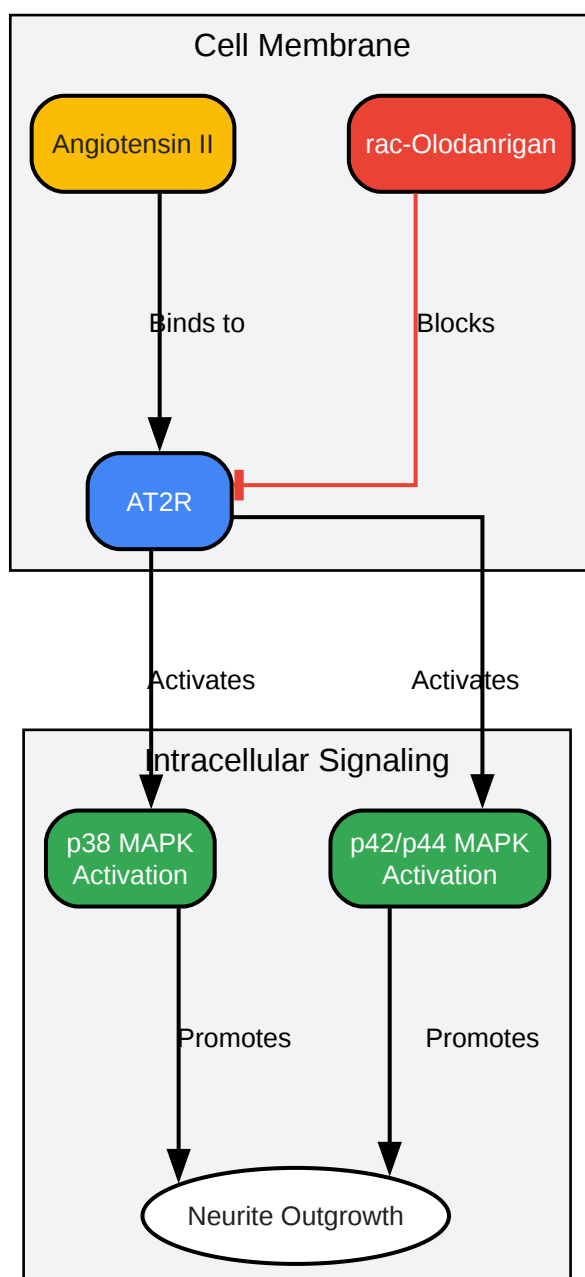 Cell Membrane
Angiotensin II
rac-Olodanrigan
Binds to
Blocks
AT2R
Activates
Activates
Intracellular Signaling
p38 MAPK
Activation
p42/p44 MAPK
Activation
Promotes
Promotes
Neurite Outgrowth